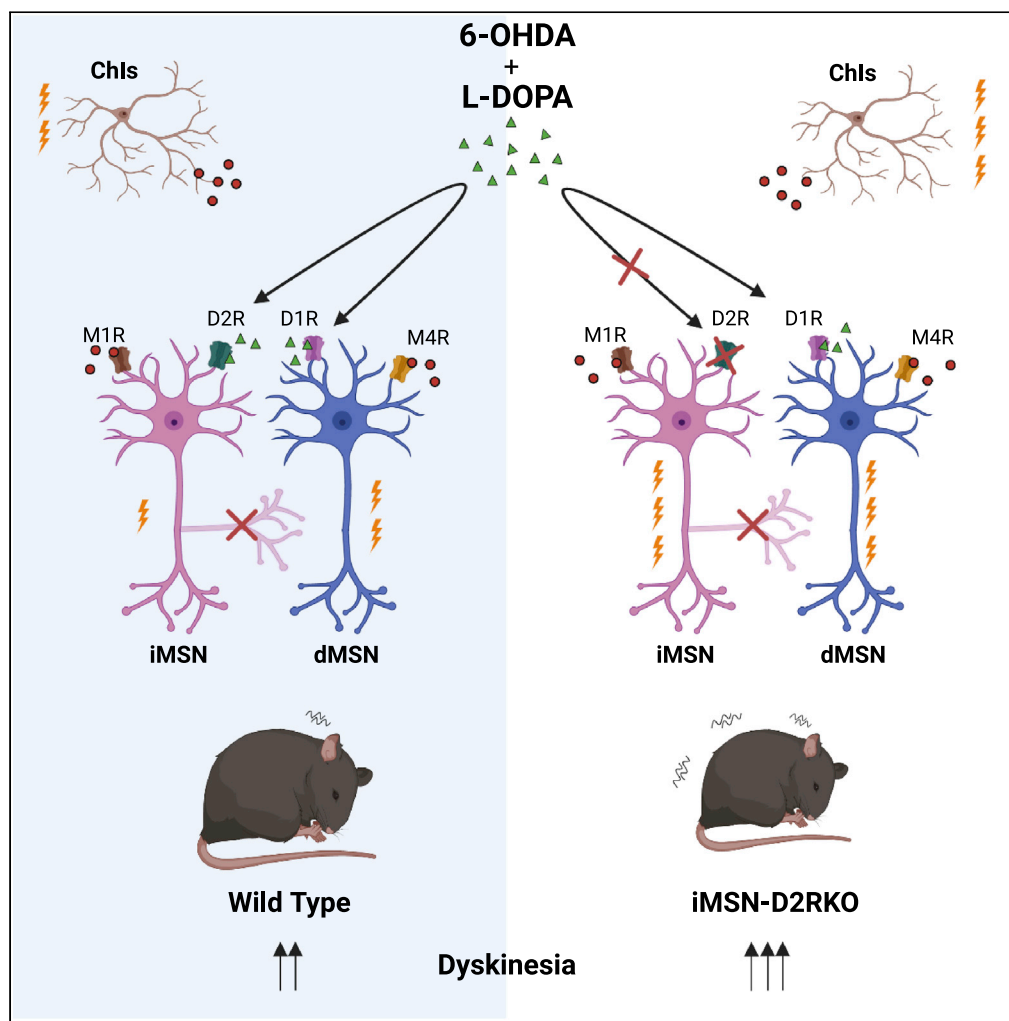 6-OHDA
+
L-DOPA
ChIs
ChIs
M1R
D2R
D1R
M4R
M1R
D2R
D1R
M4R
iMSN
dMSN
iMSN
dMSN
Wild Type
iMSN-D2RKO
Dyskinesia